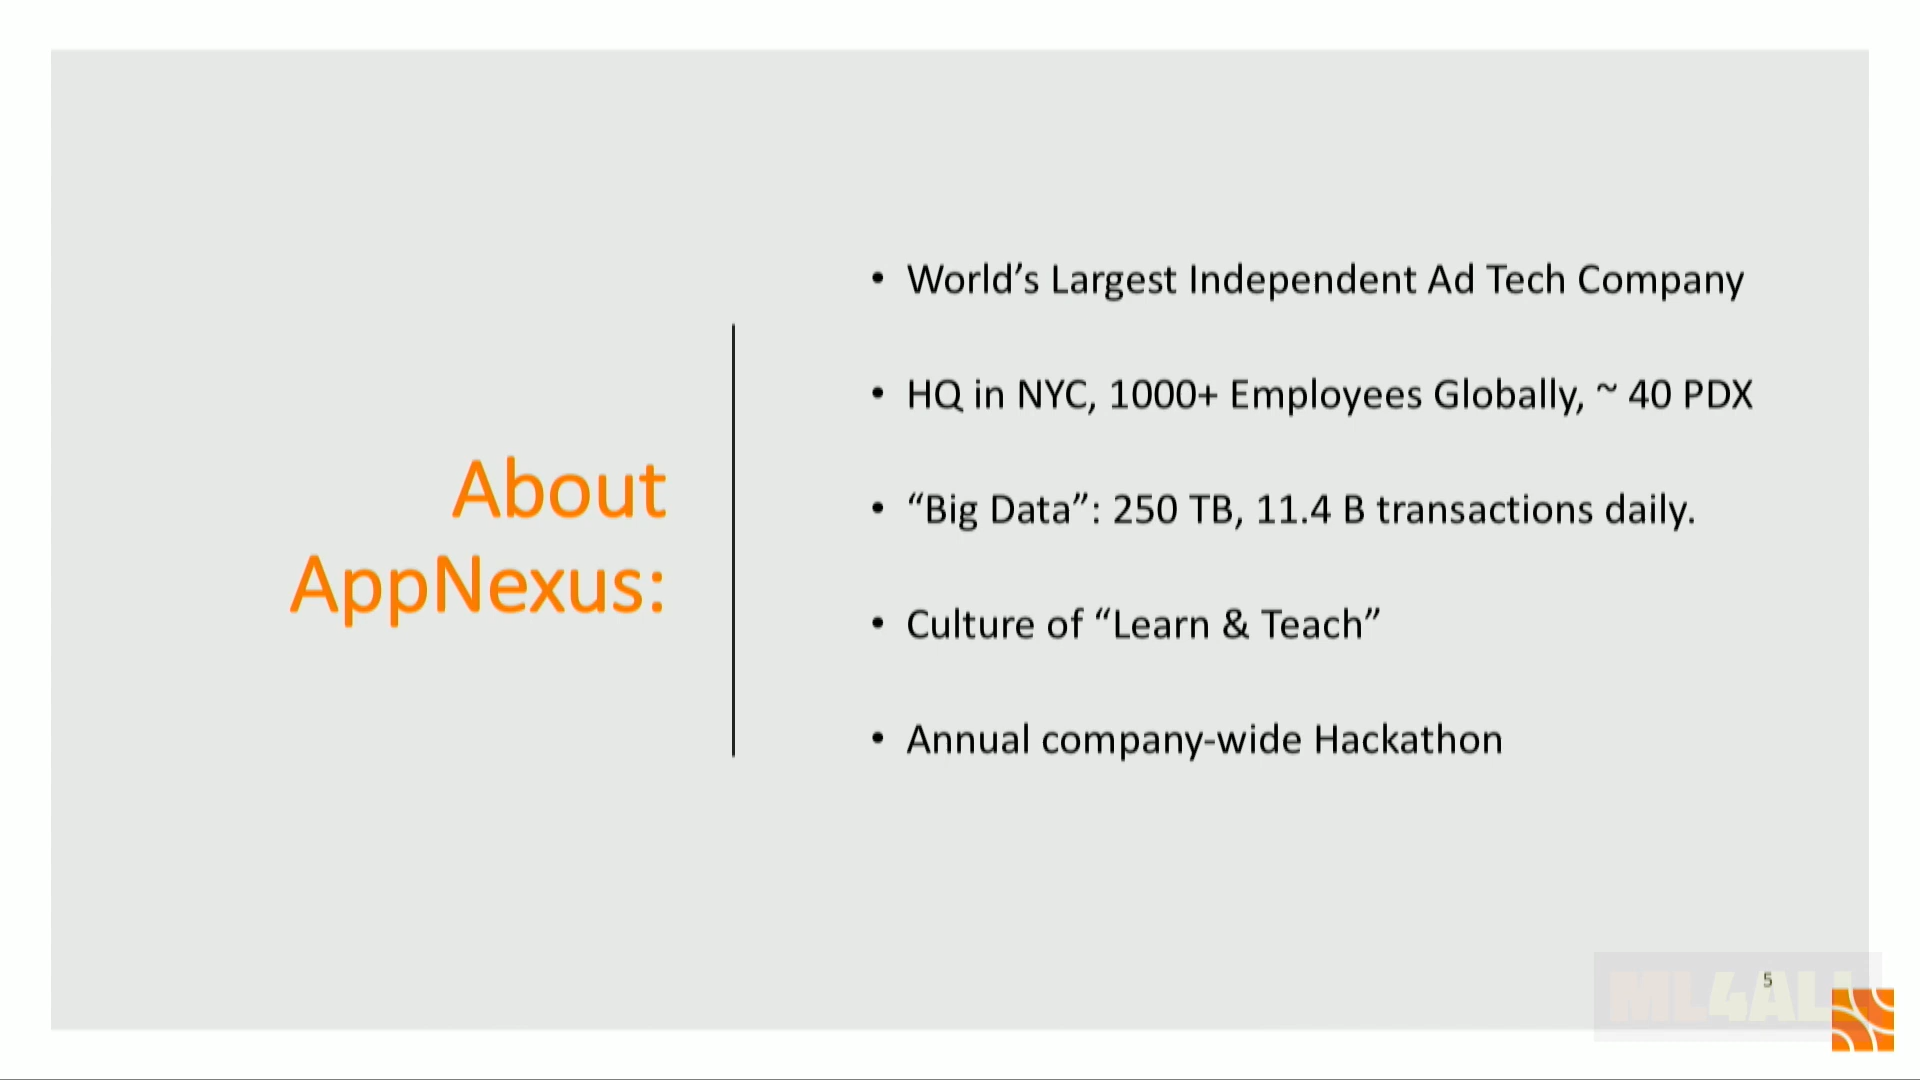 About
AppNexus:
• World’s Largest Independent Ad Tech Company
• HQ in NYC, 1000+ Employees Globally, ~ 40 PDX
• “Big Data”: 250 TB, 11.4 B transactions daily.
• Culture of “Learn & Teach”
• Annual company-wide Hackathon
5
ML4ALL